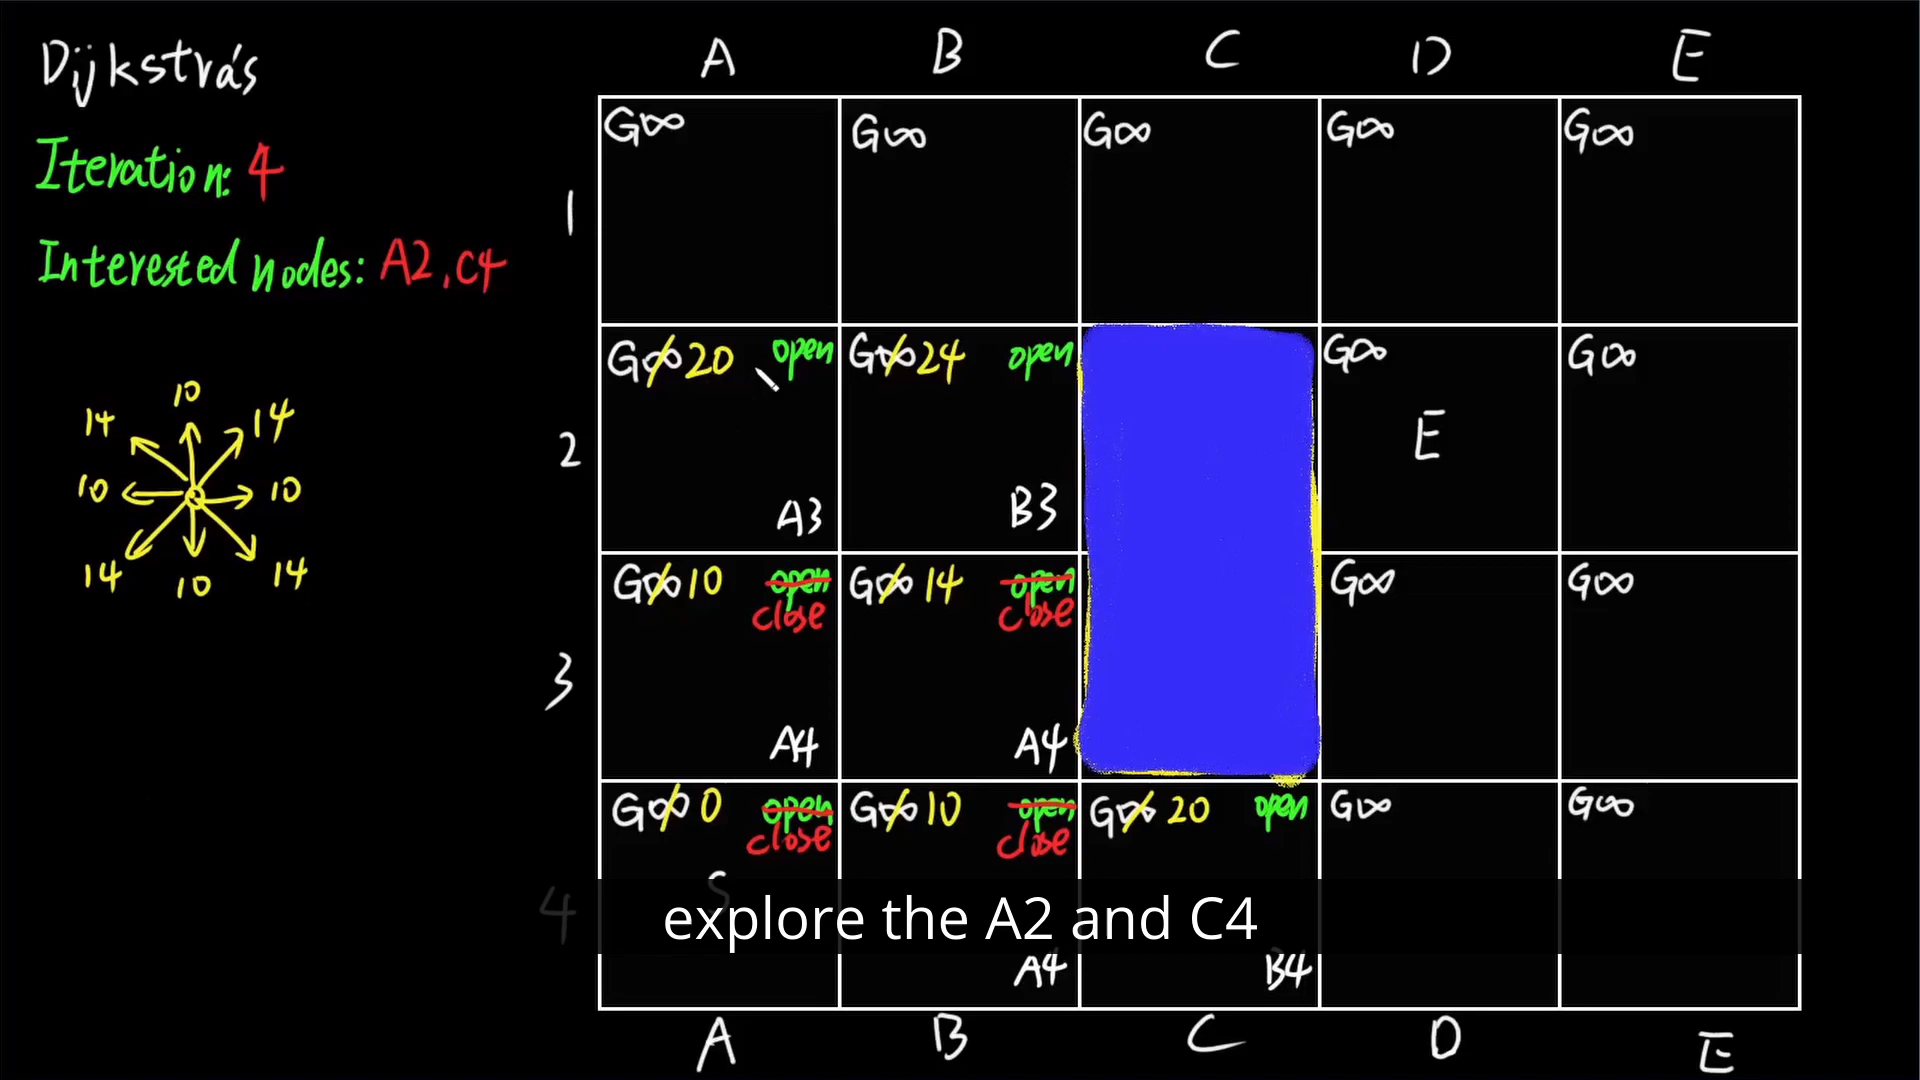 Dijkstra's
Iteration: 4
Interested nodes: A2, C4
10
14 14
10 10
14 10 14
A B C D E
1
G∞ G∞ G∞ G∞ G∞
2
G∞ 20 open G∞ 24 open G∞ G∞
E
A3 B3
3
G∞ 10 open G∞ 14 open G∞ G∞
close close
A4 A4
4
G∞ 0 open G∞ 10 open G∞ 20 open G∞ G∞
close close
S
explore the A2 and C4
A4 B4
A B C D E